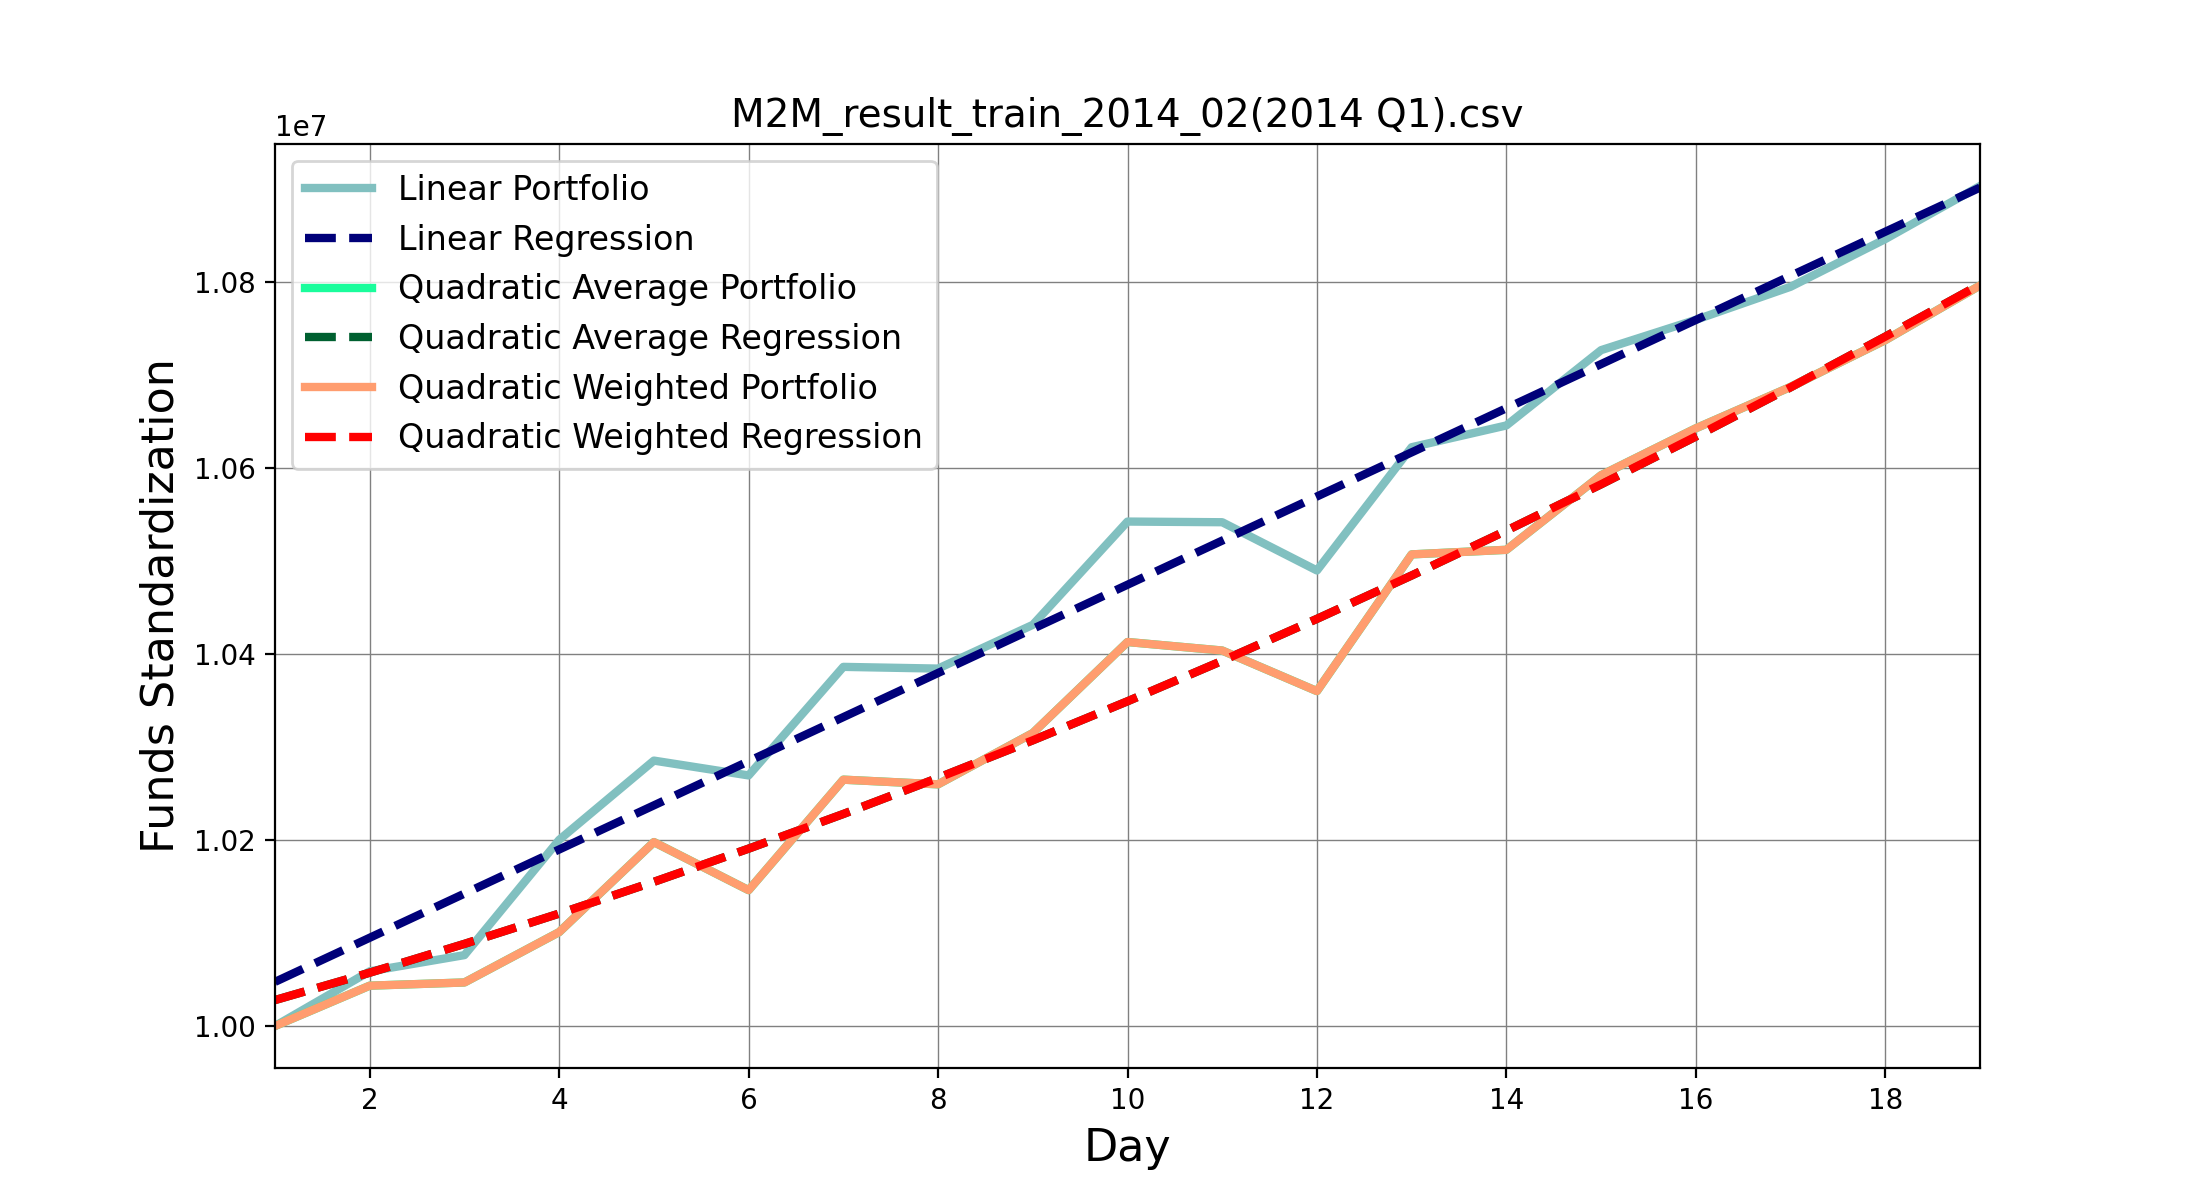 M2M_result_train_2014_02(2014 Q1).csv
1e7
Linear Portfolio
Linear Regression
Quadratic Average Portfolio
Quadratic Average Regression
Quadratic Weighted Portfolio
Quadratic Weighted Regression
Funds Standardization
1.08
1.06
1.04
1.02
1.00
2 4 6 8 10 12 14 16 18
Day